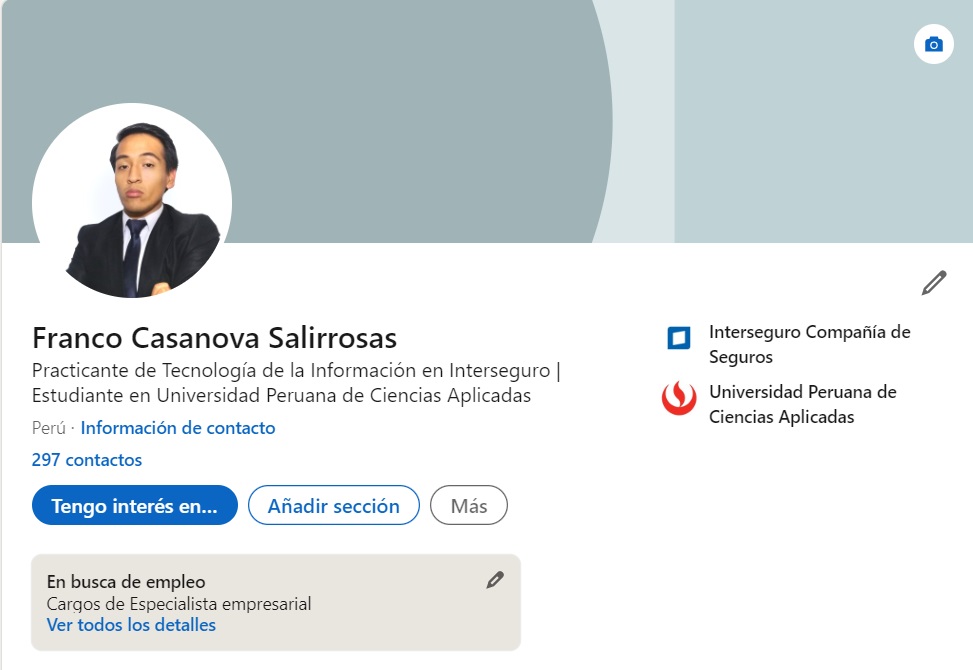 Franco Casanova Salirrosas
Practicante de Tecnología de la Información en Interseguro |
Estudiante en Universidad Peruana de Ciencias Aplicadas
Perú · Información de contacto
297 contactos
Tengo interés en...
Añadir sección
Más
Interseguro Compañía de
Seguros
Universidad Peruana de
Ciencias Aplicadas
En busca de empleo
Cargos de Especialista empresarial
Ver todos los detalles